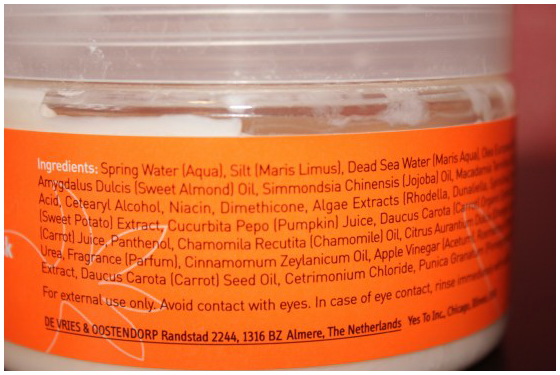 Ingredients: Spring Water (Aqua), Silt (Maris Limus), Dead Sea Water (Maris Aqua), Olea
Amygdalus Dulcis (Sweet Almond) Oil, Simmondsia Chinensis (Jojoba) Oil, Macadamia
Acid, Cetearyl Alcohol, Niacin, Dimethicone, Algae Extracts (Rhodella, Dunaliella,
(Sweet Potato) Extract, Cucurbita Pepo (Pumpkin) Juice, Daucus Carota (Carrot)
(Carrot) Juice, Panthenol, Chamomila Recutita (Chamomile) Oil, Citrus
Urea, Fragrance (Parfum), Cinnamomum Zeylanicum Oil, Apple Vinegar (Acetum),
Extract, Daucus Carota (Carrot) Seed Oil, Cetrimonium Chloride, Punica
For external use only. Avoid contact with eyes. In case of eye contact, rinse
DE VRIES & OOSTENDORP Randstad 2244, 1316 BZ Almere, The Netherlands Yes To Inc., Chicago, Illinois,